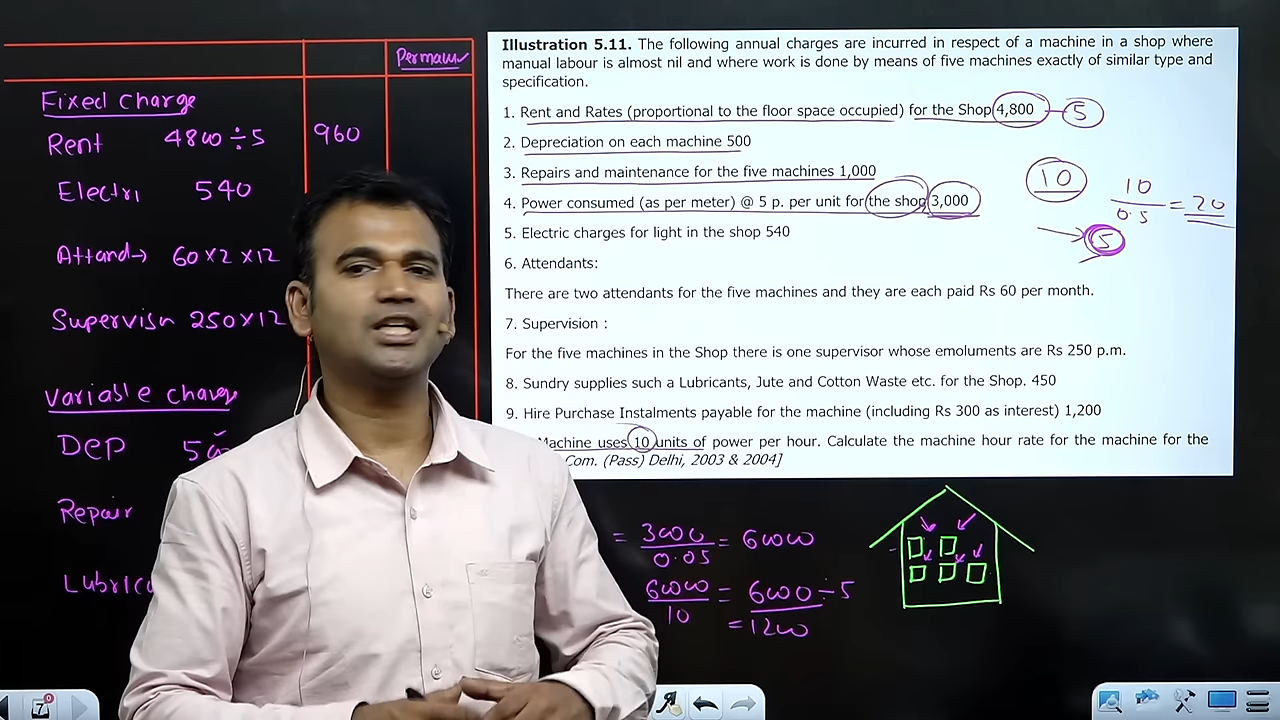 Permachr
Fixed Charge
Rent 4800 ÷ 5 960
Electri 540
Attand→ 60×2×12
Supervisn 250×12
Variable charge
Dep
Repair
Illustration 5.11. The following annual charges are incurred in respect of a machine in a shop where
manual labour is almost nil and where work is done by means of five machines exactly of similar type and
specification.
1. Rent and Rates (proportional to the floor space occupied) for the Shop 4,800 5
2. Depreciation on each machine 500
3. Repairs and maintenance for the five machines 1,000
4. Power consumed (as per meter) @ 5 p. per unit for the shop 3,000
5. Electric charges for light in the shop 540
6. Attendants:
There are two attendants for the five machines and they are each paid Rs 60 per month.
7. Supervision :
For the five machines in the Shop there is one supervisor whose emoluments are Rs 250 p.m.
8. Sundry supplies such a Lubricants, Jute and Cotton Waste etc. for the Shop. 450
9. Hire Purchase Instalments payable for the machine (including Rs 300 as interest) 1,200
Machine uses 10 units of power per hour. Calculate the machine hour rate for the machine for the
Com. (Pass) Delhi, 2003 & 2004]
10
10
0.5
= 20
5
= 3000
0.05
= 60000
60000
10
= 6000 ÷ 5
= 1200
7
0